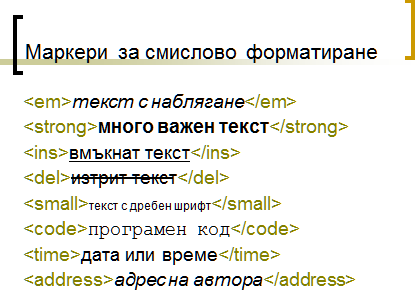 Маркери за смислово форматиране
<em>текст с наблягане</em>
<strong>много важен текст</strong>
<ins>вмъкнат текст</ins>
<del>изтрит текст</del>
<small>текст с дребен шрифт</small>
<code>програмен код</code>
<time>дата или време</time>
<address>адрес на автора</address>